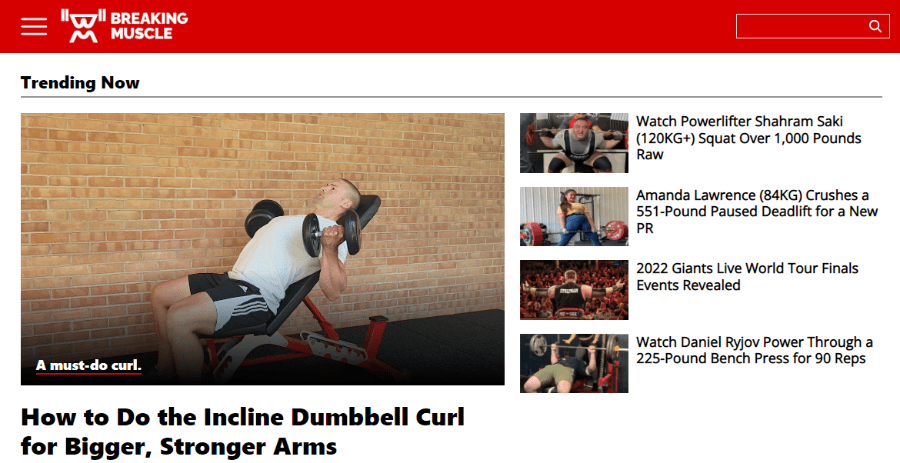 BREAKING
MUSCLE
Trending Now
A must-do curl.
How to Do the Incline Dumbbell Curl
for Bigger, Stronger Arms
Watch Powerlifter Shahram Saki
(120KG+) Squat Over 1,000 Pounds
Raw
Amanda Lawrence (84KG) Crushes a
551-Pound Paused Deadlift for a New
PR
2022 Giants Live World Tour Finals
Events Revealed
Watch Daniel Ryjov Power Through a
225-Pound Bench Press for 90 Reps